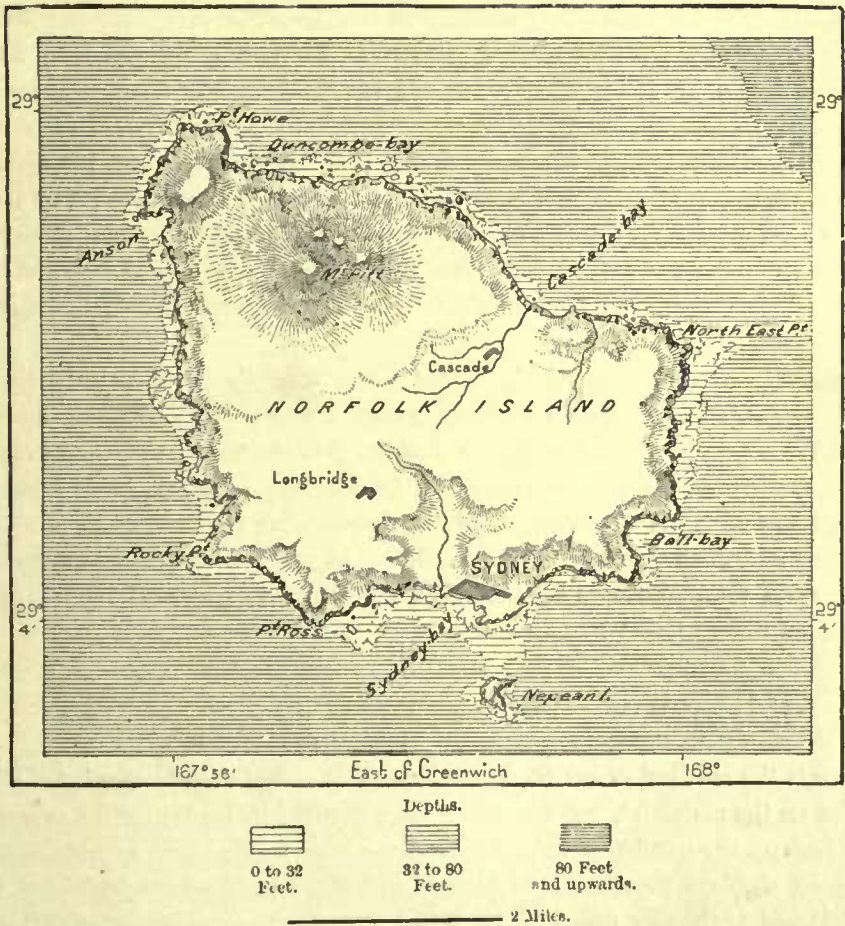 29° 29°
Pt Howe
Duncombe-bay
Cascade-bay
Anson
Mt Pitt
North East Pt.
Cascade
NORFOLK ISLAND
Longbridge
Ball-bay
Rocky Pt.
SYDNEY
29° 4' 29° 4'
Pt. Ross
Sydney-bay
Nepean I.
167° 56' East of Greenwich 168°
Depths.
0 to 32 Feet.
32 to 80 Feet.
80 Feet and upwards.
2 Miles.